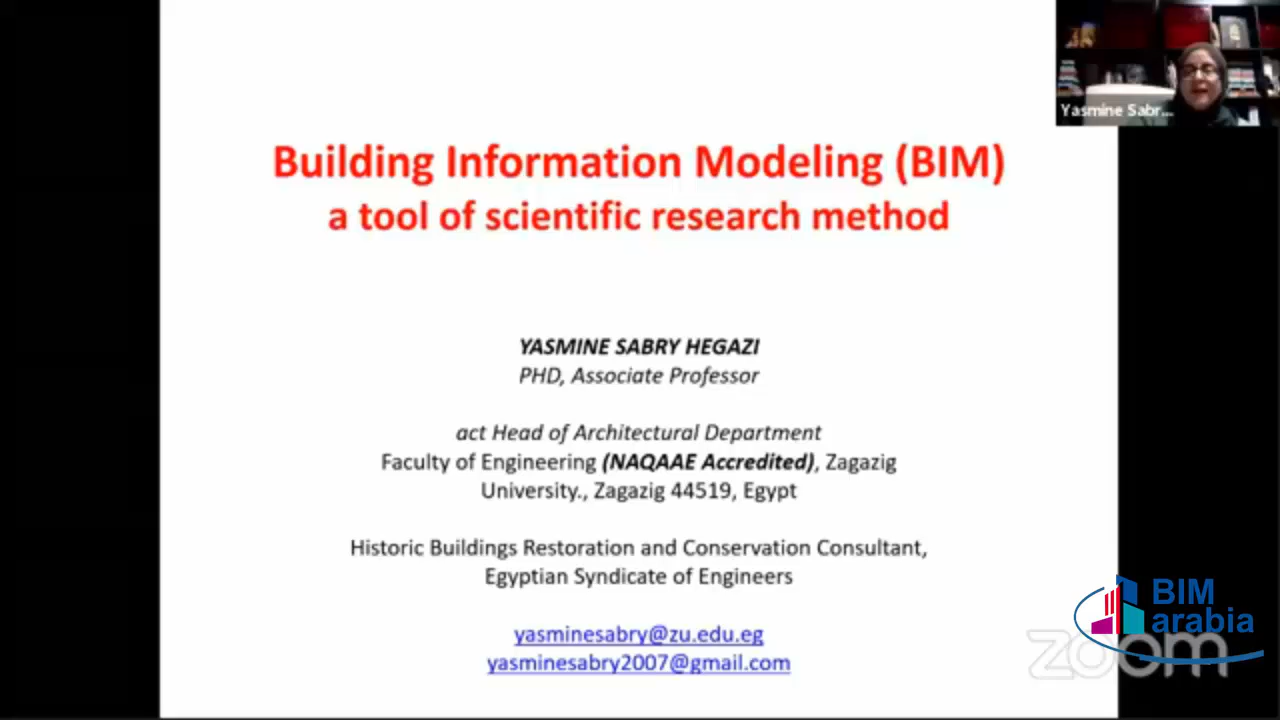 Yasmine Sabr...
Building Information Modeling (BIM)
a tool of scientific research method
YASMINE SABRY HEGAZI
PHD, Associate Professor
act Head of Architectural Department
Faculty of Engineering (NAQAAE Accredited), Zagazig
University., Zagazig 44519, Egypt
Historic Buildings Restoration and Conservation Consultant,
Egyptian Syndicate of Engineers
yasminesabry@zu.edu.eg
yasminesabry2007@gmail.com
BIM
arabia
zoom